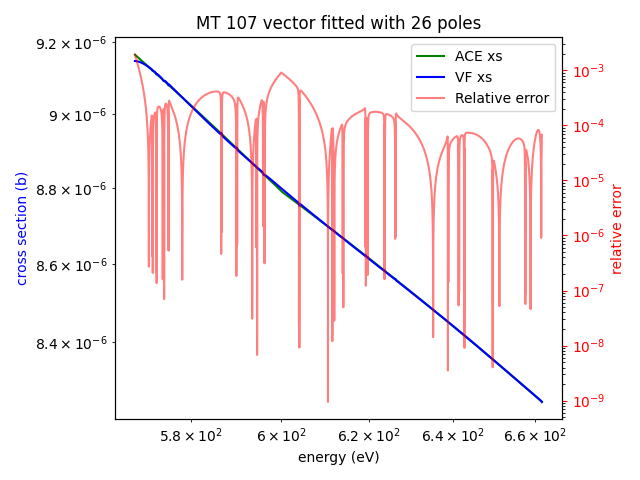 MT 107 vector fitted with 26 poles
ACE xs
VF xs
Relative error
cross section (b)
9.2 × 10⁻⁶
9 × 10⁻⁶
8.8 × 10⁻⁶
8.6 × 10⁻⁶
8.4 × 10⁻⁶
10⁻³
10⁻⁴
10⁻⁵
10⁻⁶
10⁻⁷
10⁻⁸
10⁻⁹
relative error
5.8 × 10² 6 × 10² 6.2 × 10² 6.4 × 10² 6.6 × 10²
energy (eV)